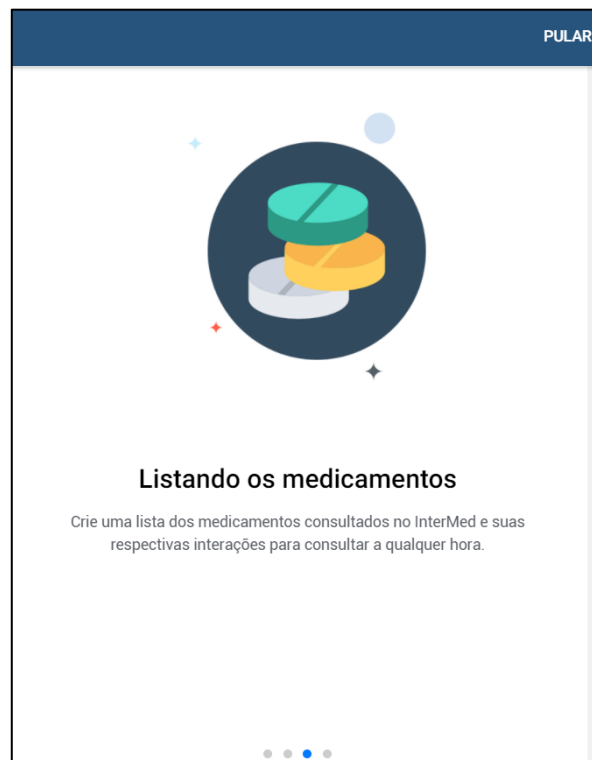 PULAR
Listando os medicamentos
Crie uma lista dos medicamentos consultados no InterMed e suas
respectivas interações para consultar a qualquer hora.